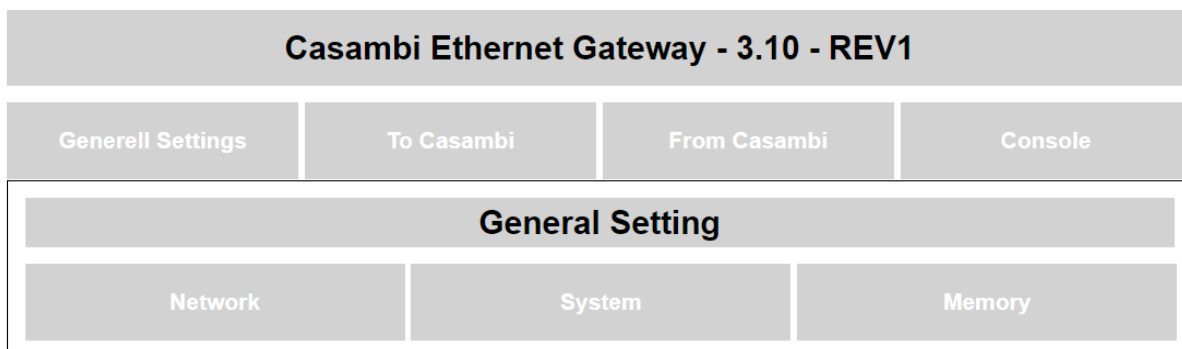 Casambi Ethernet Gateway - 3.10 - REV1
Generell Settings To Casambi From Casambi Console
General Setting
Network System Memory